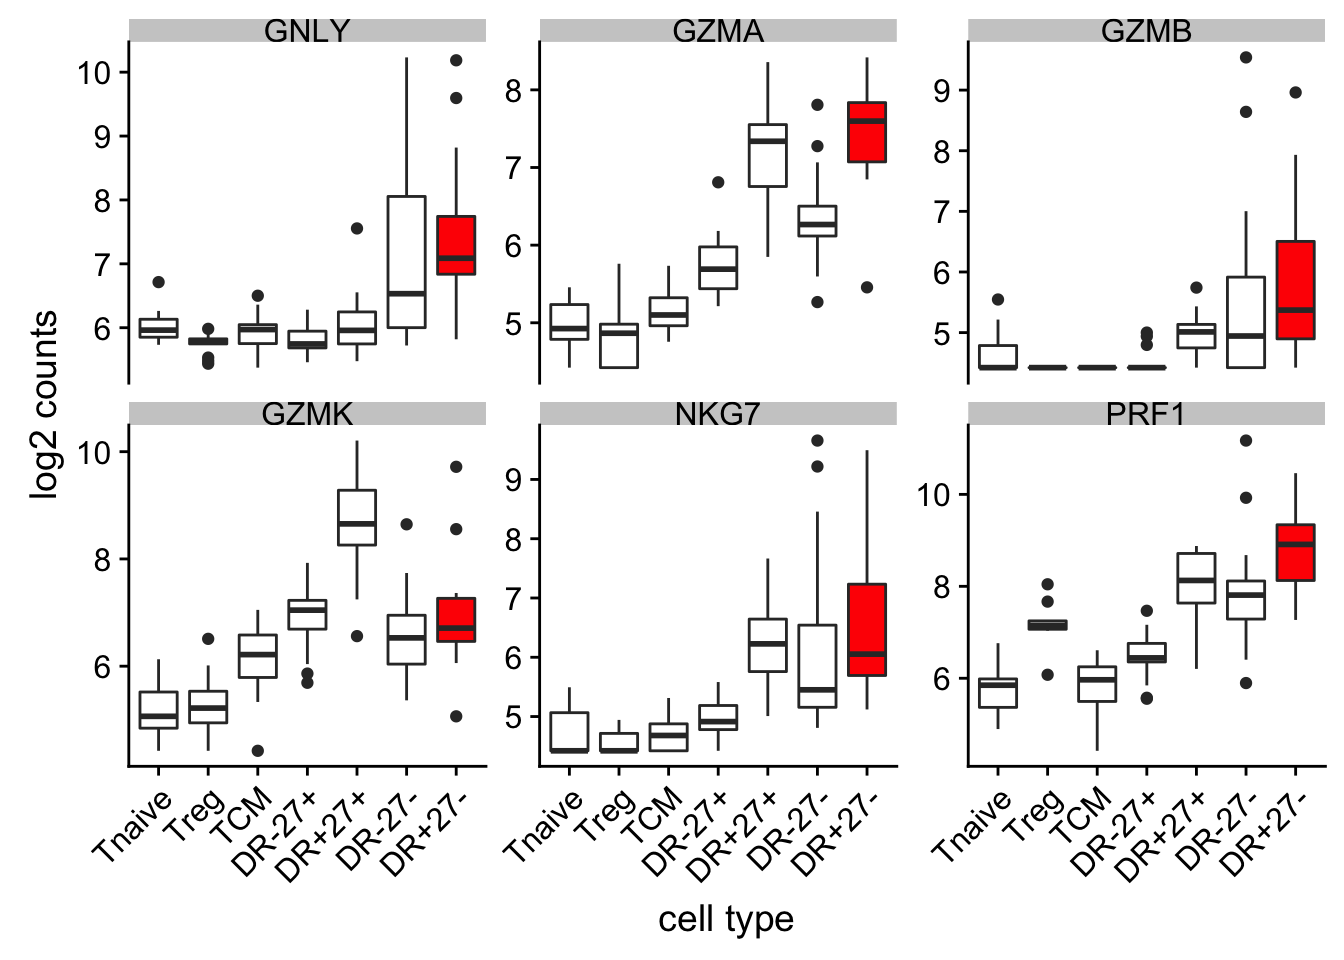 GNLY
GZMA
GZMB
10
9
8
7
6
8
7
6
5
9
8
7
6
5
log2 counts
GZMK
NKG7
PRF1
10
8
6
9
8
7
6
5
10
8
6
Tnaive
Treg
TCM
DR-27+
DR+27+
DR-27-
DR+27-
Tnaive
Treg
TCM
DR-27+
DR+27+
DR-27-
DR+27-
Tnaive
Treg
TCM
DR-27+
DR+27+
DR-27-
DR+27-
cell type